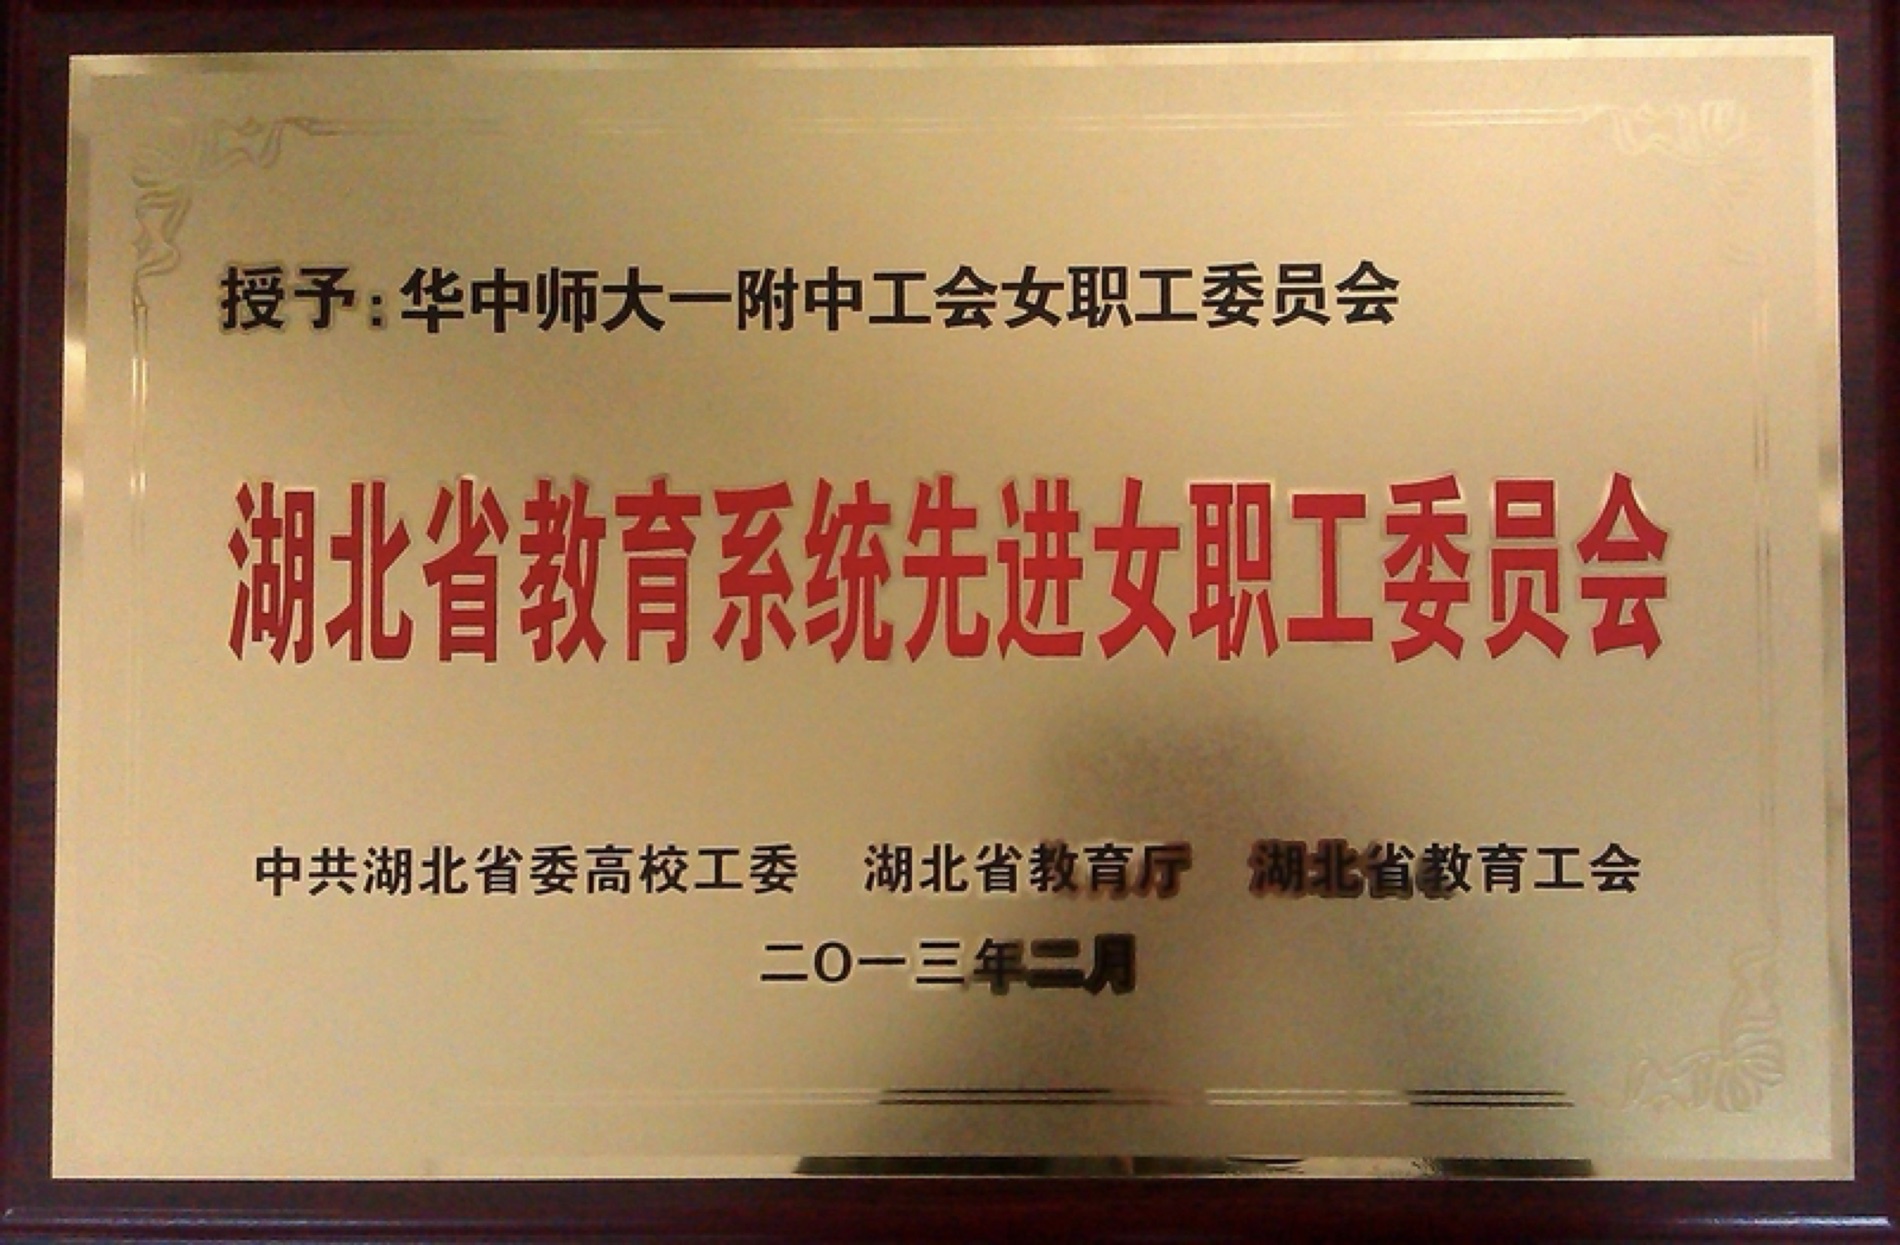 授予:华中师大一附中工会女职工委员会
湖北省教育系统先进女职工委员会
中共湖北省委高校工委 湖北省教育厅 湖北省教育工会
二〇一三年二月